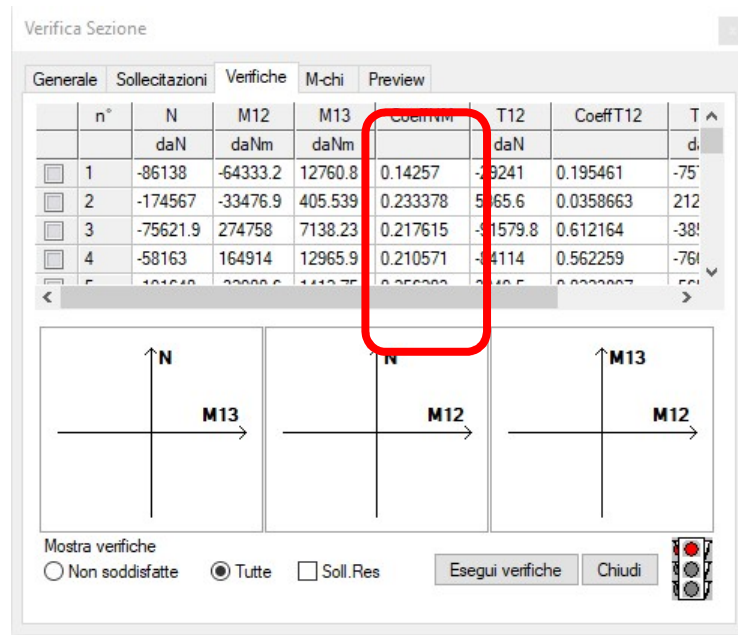 Verifica Sezione
Generale Sollecitazioni Verifiche M-chi Preview
n° N M12 M13 CoeffNM T12 CoeffT12 T
daN daNm daNm daN
1 -86138 -64333.2 12760.8 0.14257 0.195461
2 -174567 -33476.9 405.539 0.233378 0.0358663 212
3 -75621.9 274758 7138.23 0.217615 0.612164
4 -58163 164914 12965.9 0.210571 0.562259
N N M13
M13 M12 M12
Mostra verifiche
Non soddisfatte Tutte Soll.Res Esegui verifiche Chiudi